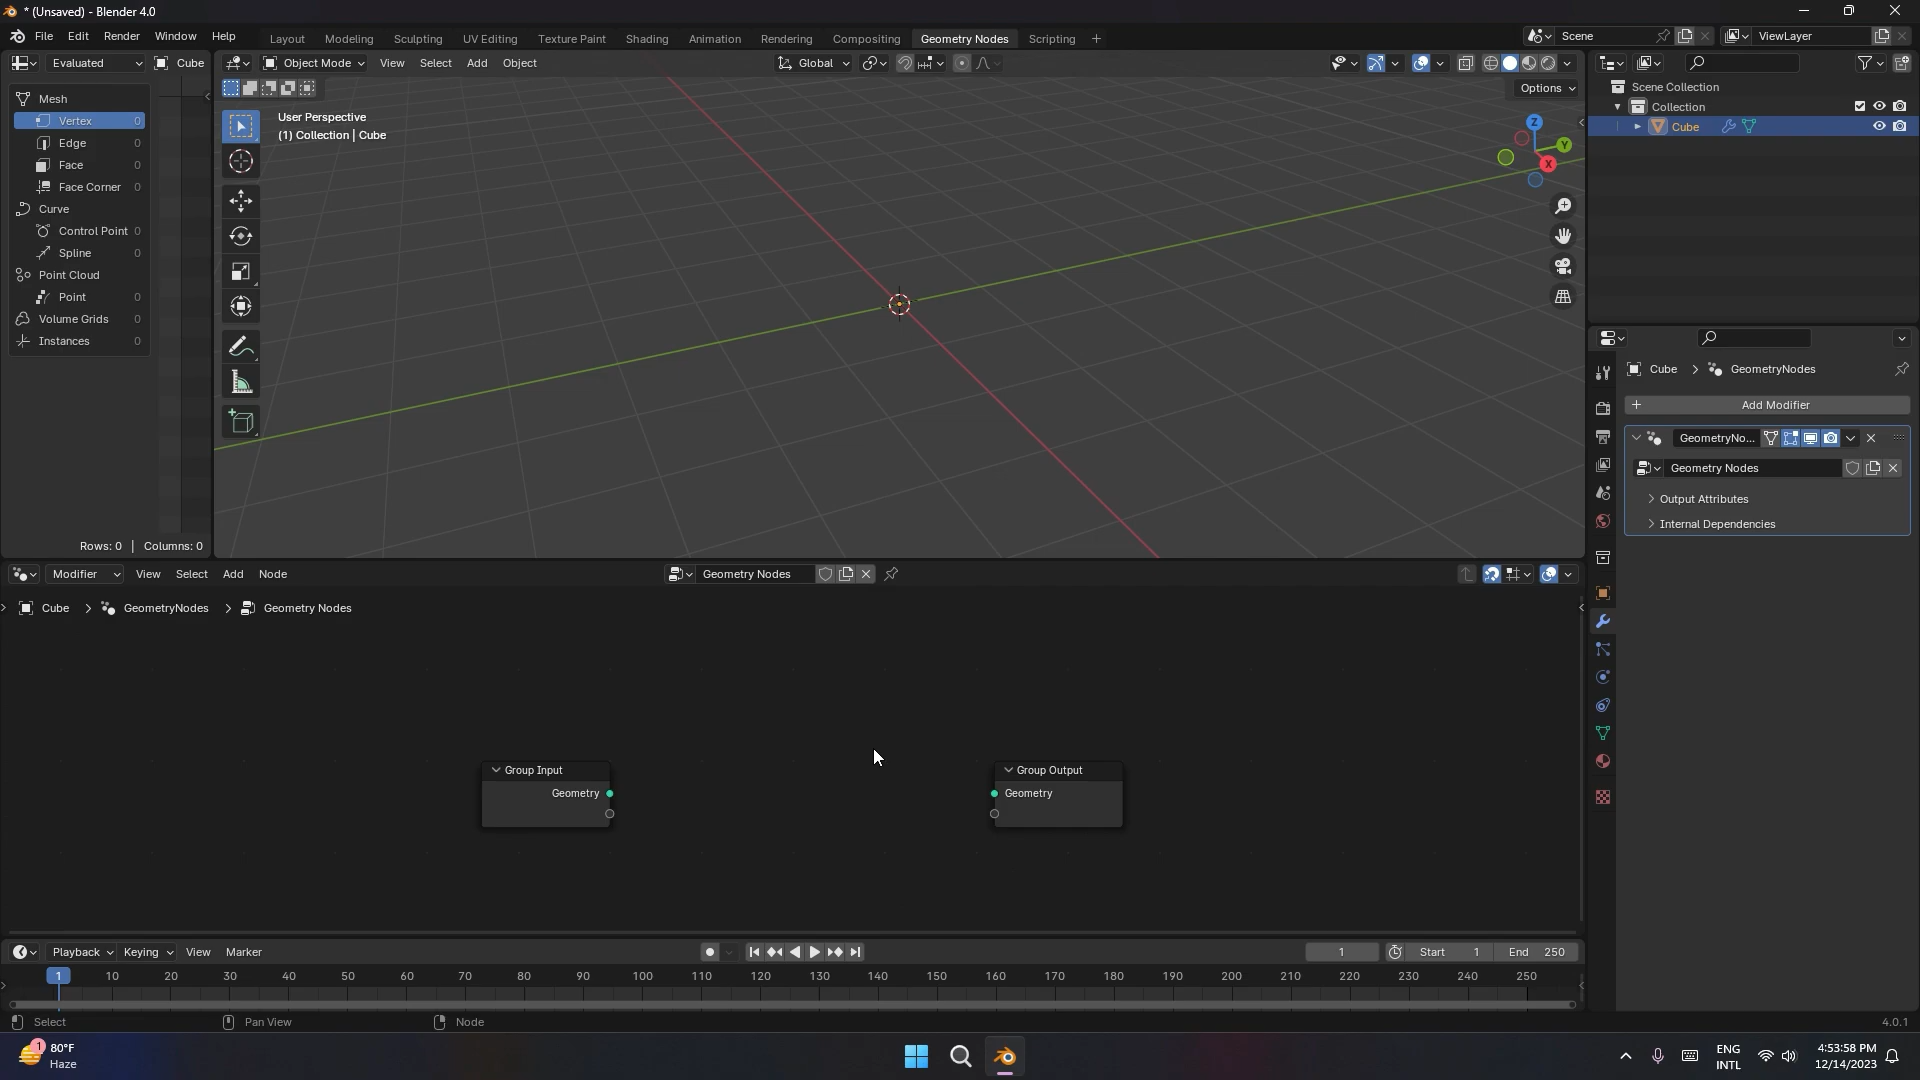 * (Unsaved) - Blender 4.0
File Edit Render Window Help Layout Modeling Sculpting UV Editing Texture Paint Shading Animation Rendering Compositing Geometry Nodes Scripting + Scene ViewLayer
Evaluated Cube Object Mode View Select Add Object Global
Options
Mesh
Vertex 0
Edge 0
Face 0
Face Corner 0
Curve
Control Point 0
Spline 0
Point Cloud
Point 0
Volume Grids 0
Instances 0
Rows: 0 | Columns: 0
User Perspective
(1) Collection | Cube
Z
Y
X
Scene Collection
Collection
Cube
Cube > GeometryNodes
+ Add Modifier
GeometryNo...
Geometry Nodes
Output Attributes
Internal Dependencies
Modifier View Select Add Node Geometry Nodes
Cube > GeometryNodes > Geometry Nodes
Group Input
Geometry
Group Output
Geometry
Playback Keying View Marker 1 Start 1 End 250
1 10 20 30 40 50 60 70 80 90 100 110 120 130 140 150 160 170 180 190 200 210 220 230 240 250
Select Pan View Node 4.0.1
1
80°F
Haze
ENG
INTL
4:53:58 PM
12/14/2023